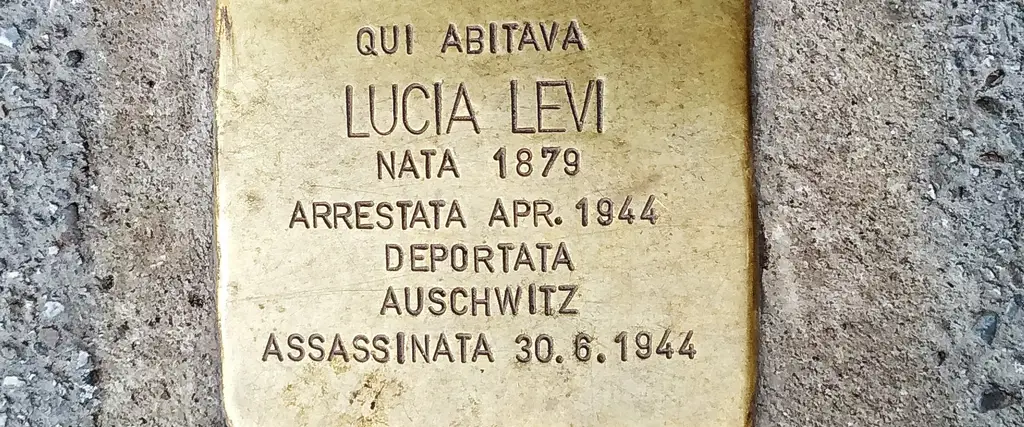 QUI ABITAVA
LUCIA LEVI
NATA 1879
ARRESTATA APR. 1944
DEPORTATA
AUSCHWITZ
ASSASSINATA 30.6.1944